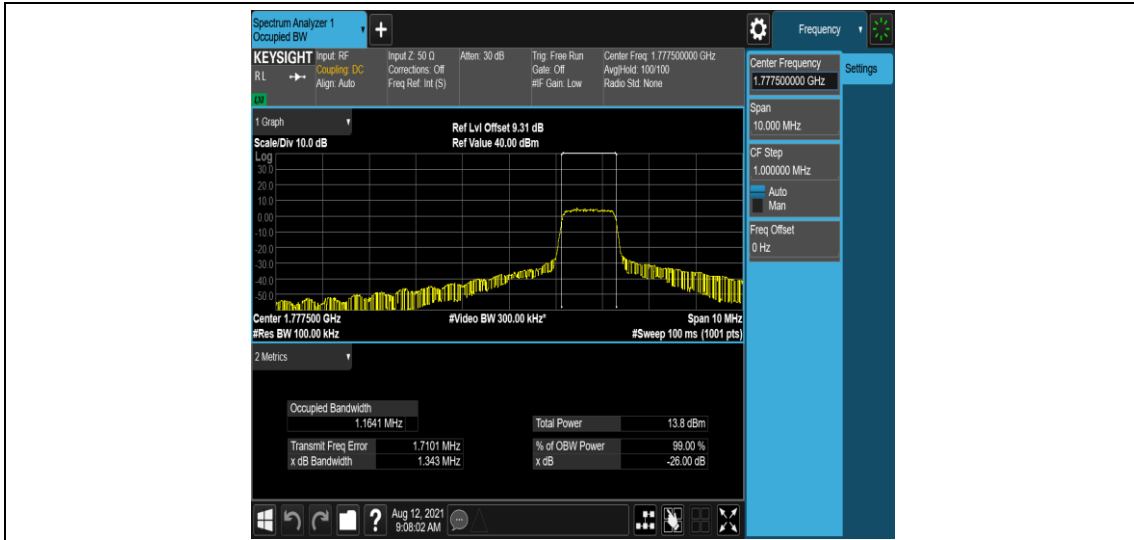 Spectrum Analyzer 1
Occupied BW
+
Frequency
KEYSIGHT
RL
LXI
Input: RF
Coupling: DC
Align: Auto
Input Z: 50 Ω
Corrections: Off
Freq Ref: Int (S)
Atten: 30 dB
Trig: Free Run
Gate: Off
#IF Gain: Low
Center Freq: 1.777500000 GHz
Avg|Hold: 100/100
Radio Std: None
1 Graph
Scale/Div 10.0 dB
Ref Lvl Offset 9.31 dB
Ref Value 40.00 dBm
Log
30.0
20.0
10.0
0.00
-10.0
-20.0
-30.0
-40.0
-50.0
Center 1.777500 GHz
#Video BW 300.00 kHz*
Span 10 MHz
#Res BW 100.00 kHz
#Sweep 100 ms (1001 pts)
2 Metrics
Occupied Bandwidth
1.1641 MHz
Total Power 13.8 dBm
Transmit Freq Error 1.7101 MHz
% of OBW Power 99.00 %
x dB Bandwidth 1.343 MHz
x dB -26.00 dB
Center Frequency
1.777500000 GHz
Settings
Span
10.000 MHz
CF Step
1.000000 MHz
Auto
Man
Freq Offset
0 Hz
?
Aug 12, 2021
9:08:02 AM